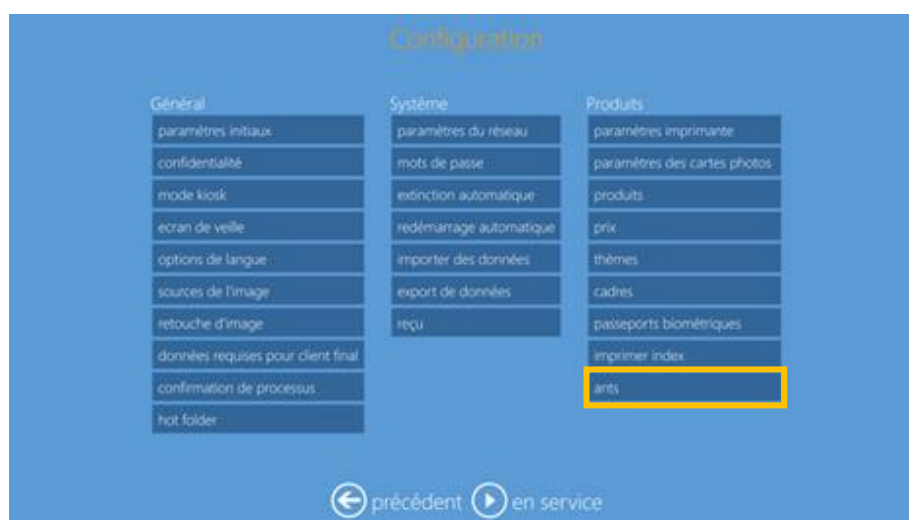 Configuration
Général
paramètres initiaux
confidentialité
mode kiosk
ecran de veille
options de langue
sources de l'image
retouche d'image
données requises pour client final
confirmation de processus
hot folder
Système
paramètres du réseau
mots de passe
extinction automatique
redémarrage automatique
importer des données
export de données
reçu
Produits
paramètres imprimante
paramètres des cartes photos
produits
prix
thèmes
cadres
passeports biométriques
imprimer index
ants
précédent en service